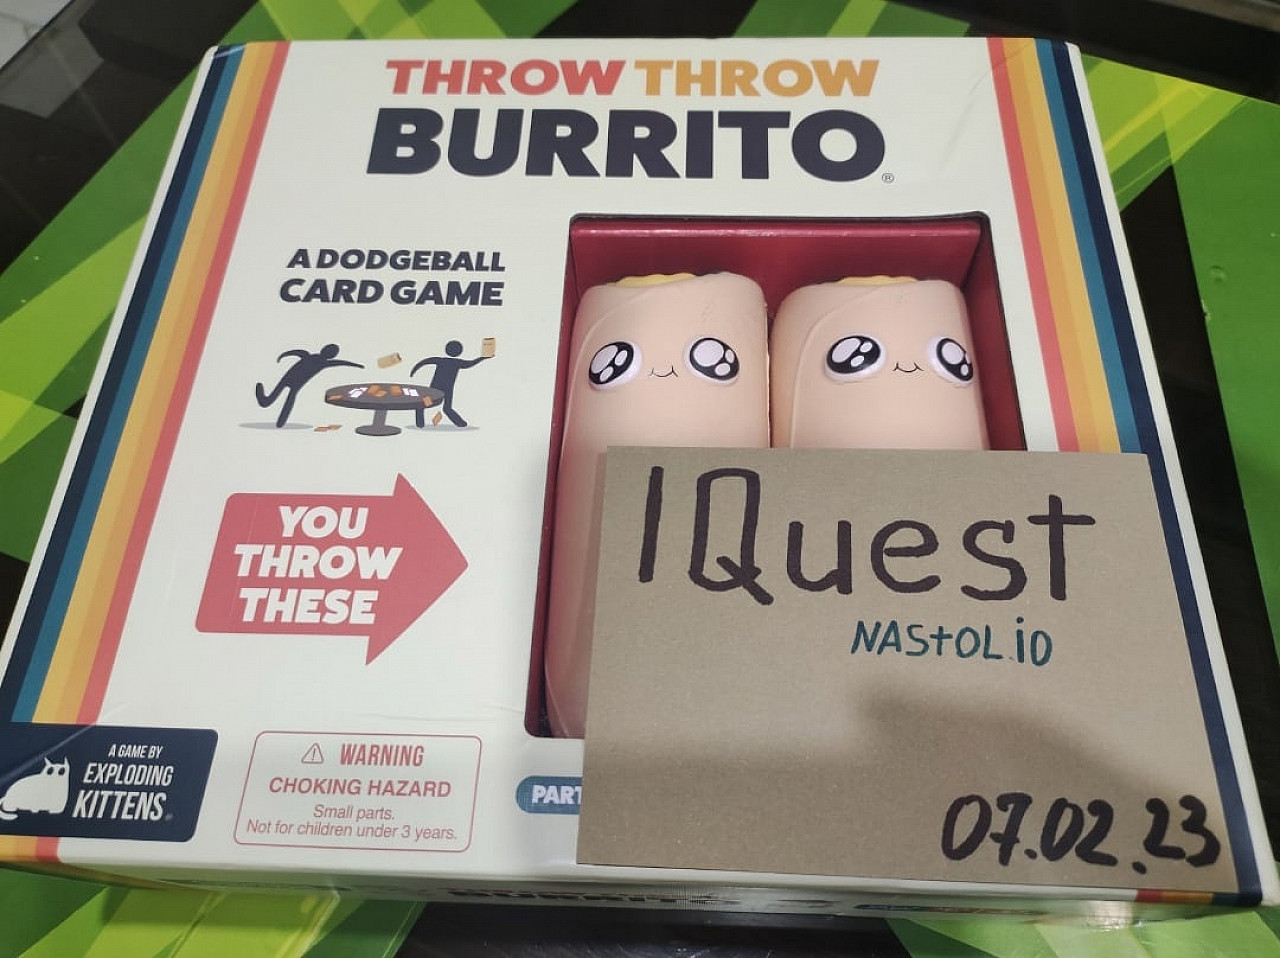 THROW THROW
BURRITO®
A DODGEBALL
CARD GAME
YOU
THROW
THESE
IQuest
NAStOL.iO
07.02.23
A GAME BY
EXPLODING
KITTENS®
WARNING
CHOKING HAZARD
Small parts.
Not for children under 3 years.
PART
BURRITO